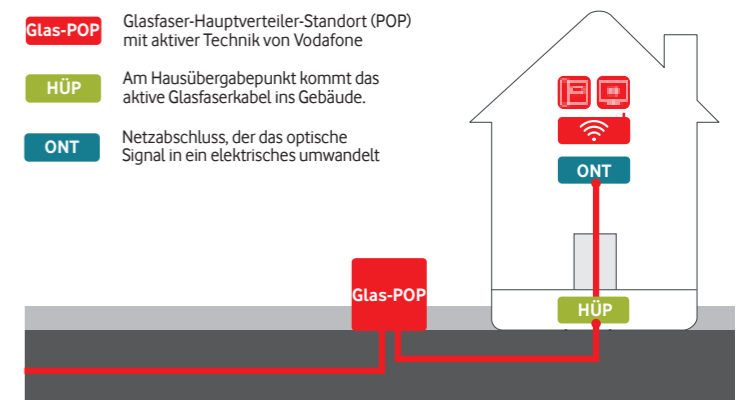 Glas-POP
Glasfaser-Hauptverteiler-Standort (POP)
mit aktiver Technik von Vodafone
HÜP
Am Hausübergabepunkt kommt das
aktive Glasfaserkabel ins Gebäude.
ONT
Netzabschluss, der das optische
Signal in ein elektrisches umwandelt
ONT
Glas-POP
HÜP